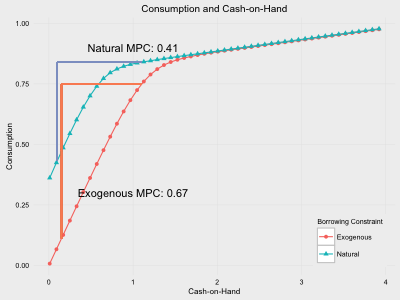 Consumption and Cash-on-Hand
1.00
Natural MPC: 0.41
0.75
Consumption
0.50
Exogenous MPC: 0.67
0.25
Borrowing Constraint
Exogenous
Natural
0.00
0 1 2 3 4
Cash-on-Hand